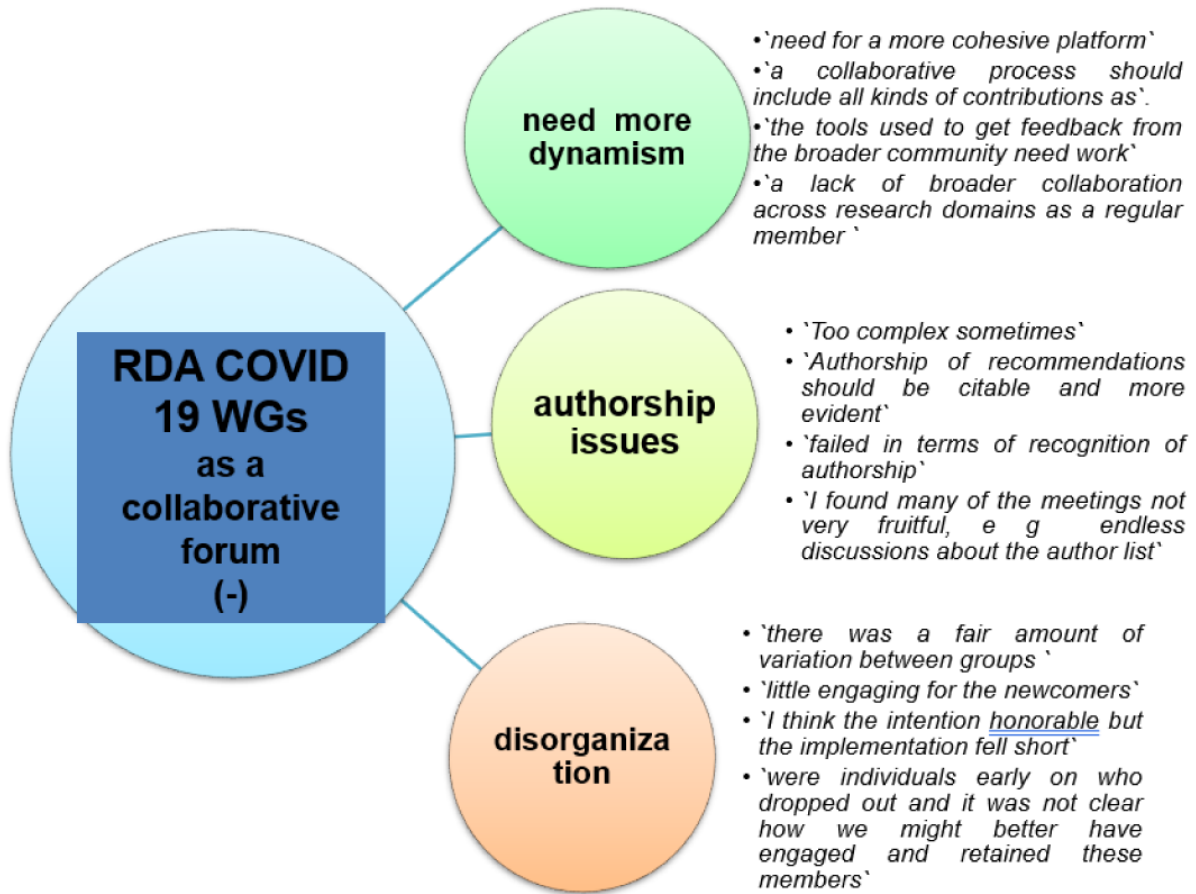 RDA COVID
19 WGs
as a
collaborative
forum
(-)
need more
dynamism
•`need for a more cohesive platform`
•`a collaborative process should
include all kinds of contributions as`.
•`the tools used to get feedback from
the broader community need work`
•`a lack of broader collaboration
across research domains as a regular
member `
authorship
issues
• `Too complex sometimes`
• `Authorship of recommendations
should be citable and more
evident`
• `failed in terms of recognition of
authorship`
• `I found many of the meetings not
very fruitful, e g endless
discussions about the author list`
disorganiza
tion
• `there was a fair amount of
variation between groups `
• `little engaging for the newcomers`
• `I think the intention honorable but
the implementation fell short`
• `were individuals early on who
dropped out and it was not clear
how we might better have
engaged and retained these
members`